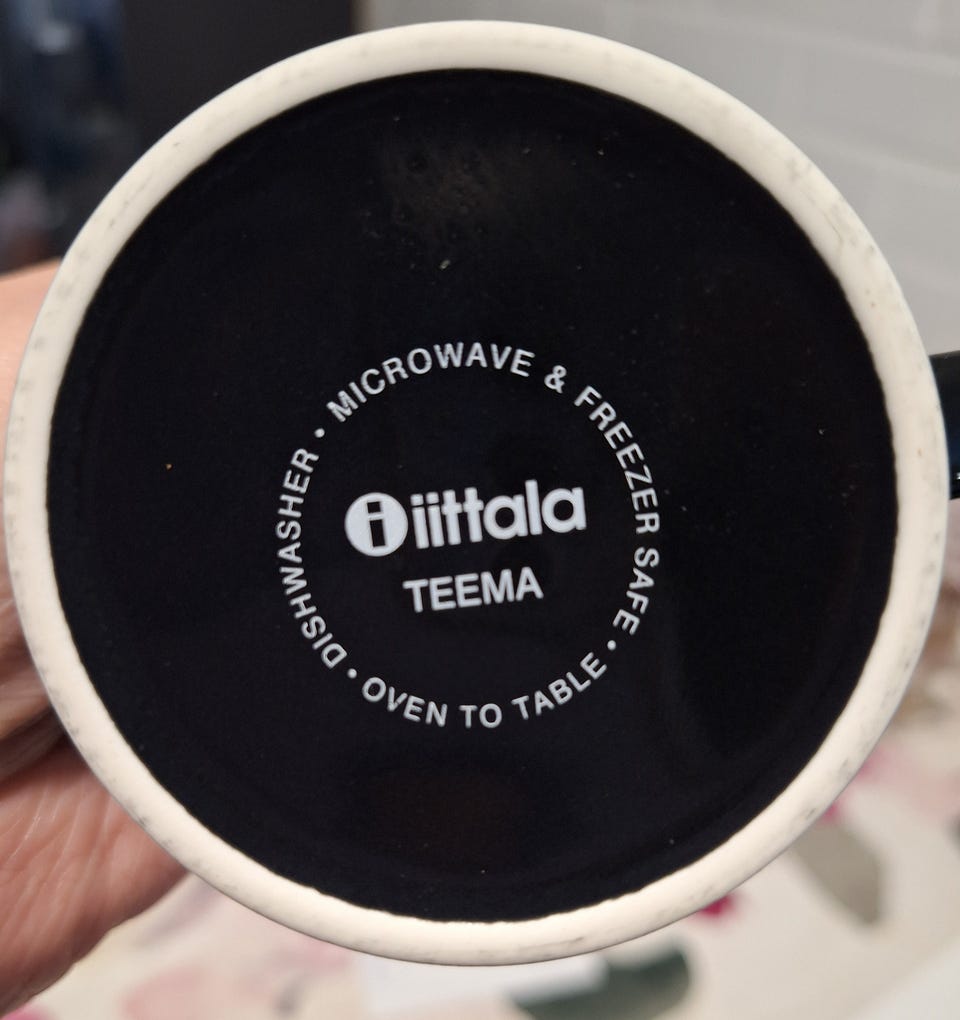 DISHWASHER • MICROWAVE & FREEZER SAFE • OVEN TO TABLE •
i iittala
TEEMA